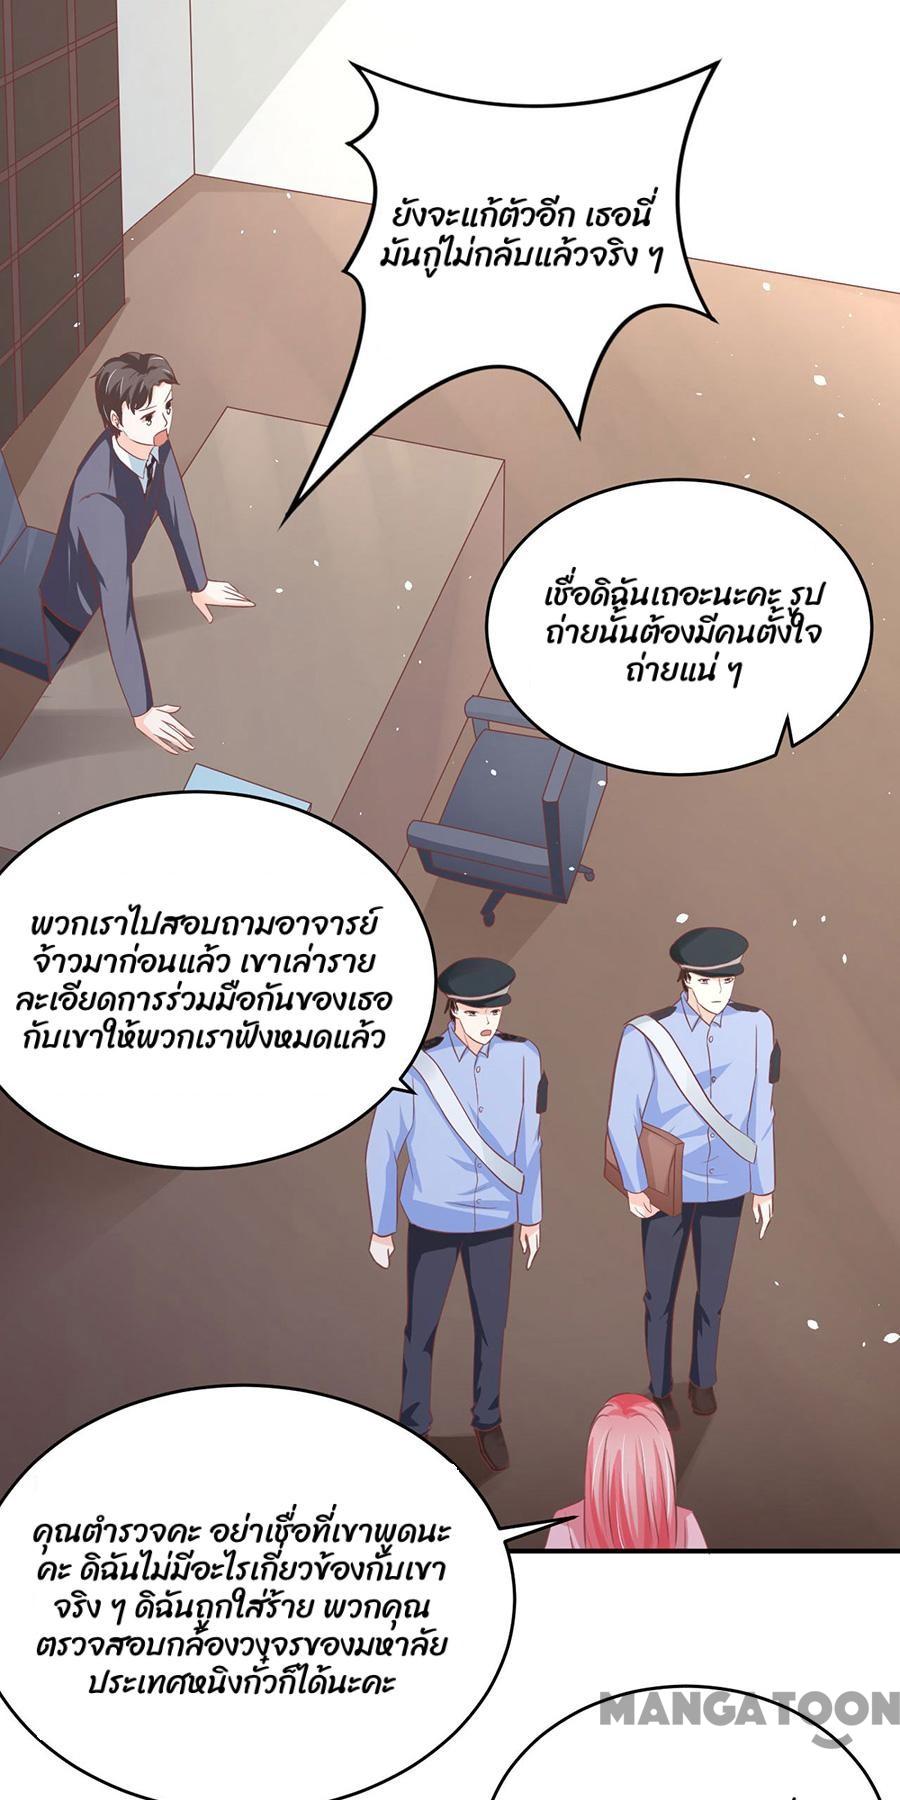 ยังจะแก้ตัวอีก เธอนี่
มันกู่ไม่กลับแล้วจริง ๆ
เชื่อดิฉันเถอะนะคะ รูป
ถ่ายนั้นต้องมีคนตั้งใจ
ถ่ายแน่ ๆ
พวกเราไปสอบถามอาจารย์
จ้าวมาก่อนแล้ว เขาเล่าราย
ละเอียดการร่วมมือกันของเธอ
กับเขาให้พวกเราฟังหมดแล้ว
คุณตำรวจคะ อย่าเชื่อที่เขาพูดนะ
คะ ดิฉันไม่มีอะไรเกี่ยวข้องกับเขา
จริง ๆ ดิฉันถูกใส่ร้าย พวกคุณ
ตรวจสอบกล้องวงจรของมหาลัย
ประเทศหนิงกั๋วก็ได้นะคะ
MANGATOON